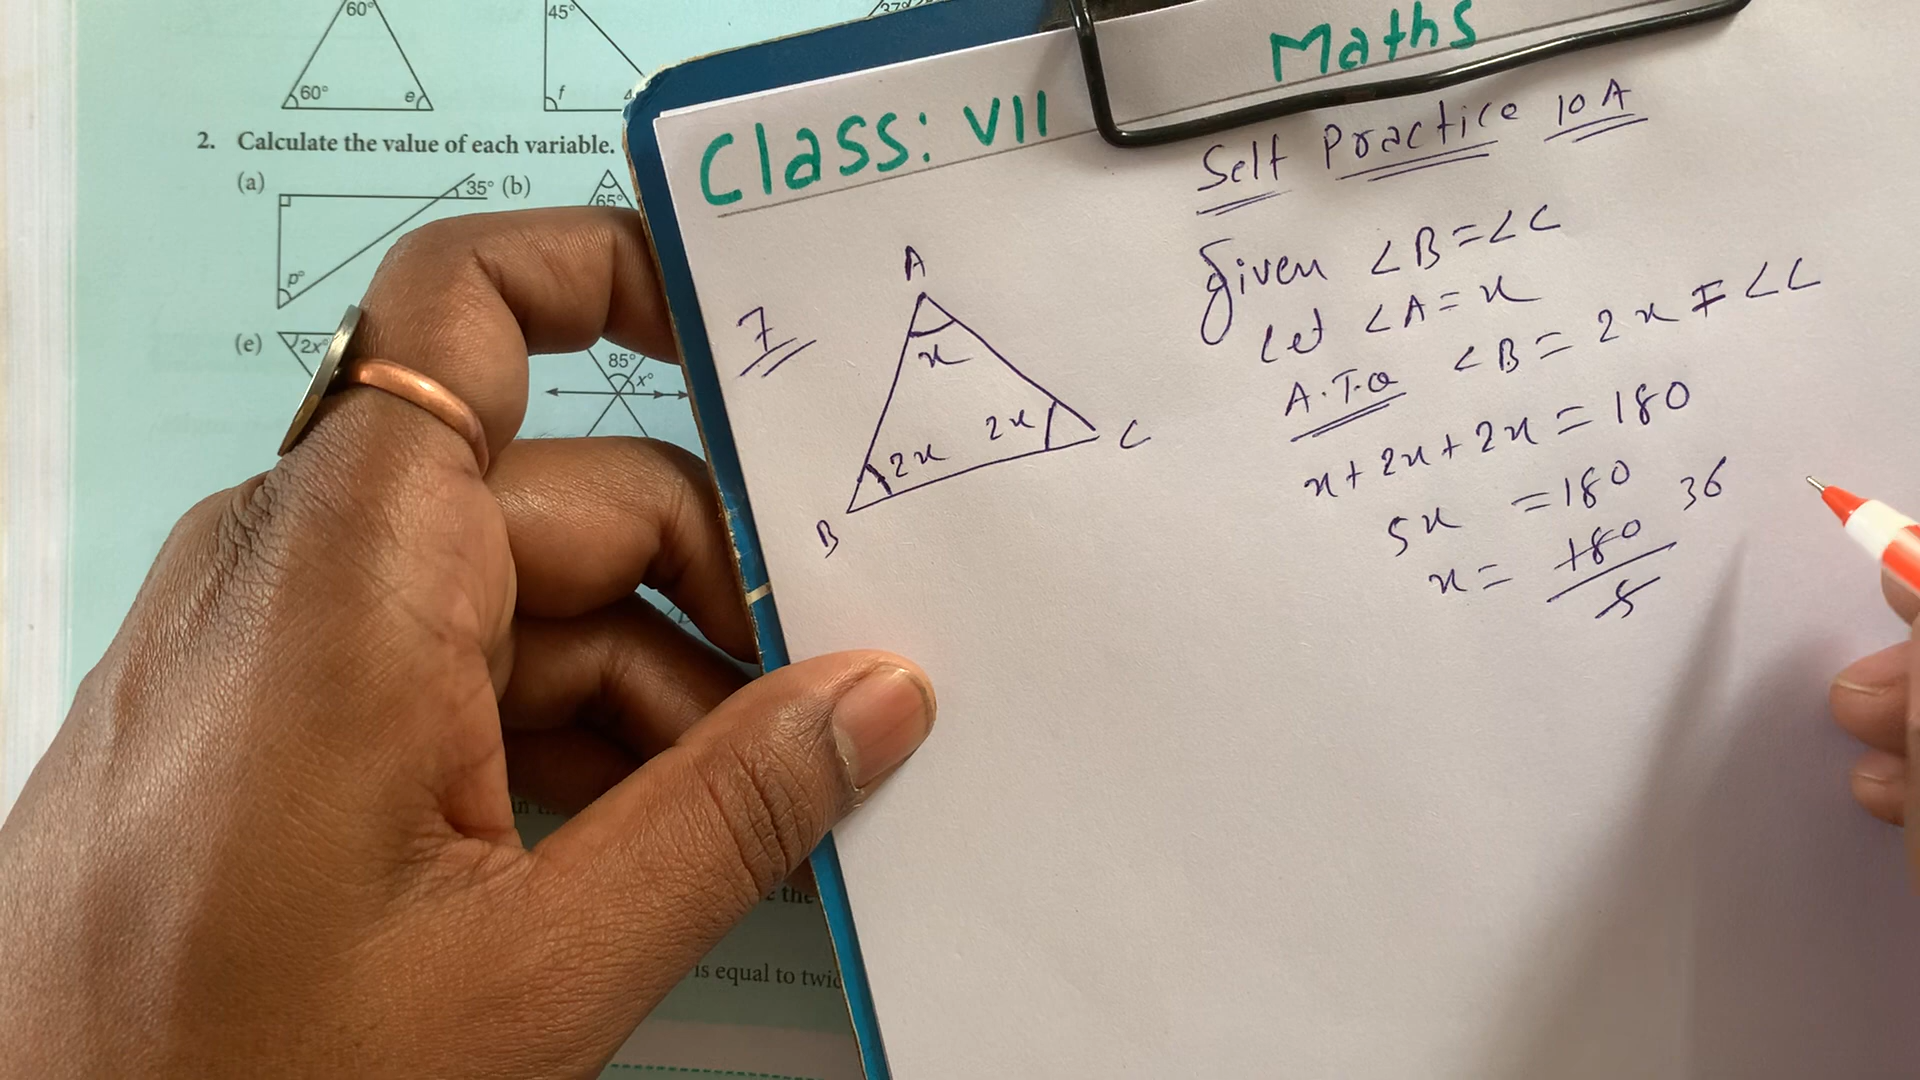 60°
45°
37°
60°
e
f
2. Calculate the value of each variable.
(a)
35°
(b)
65°
p°
(e)
2x°
85°
x°
is equal to twic
the
Class: VII
Maths
Self Practice 10 A
7
A
x
2x
2x
B
C
Given ∠B=∠C
Let ∠A = x
A.T.Q ∠B = 2x = ∠C
x + 2x + 2x = 180
5x = 180
x = 180 36
5